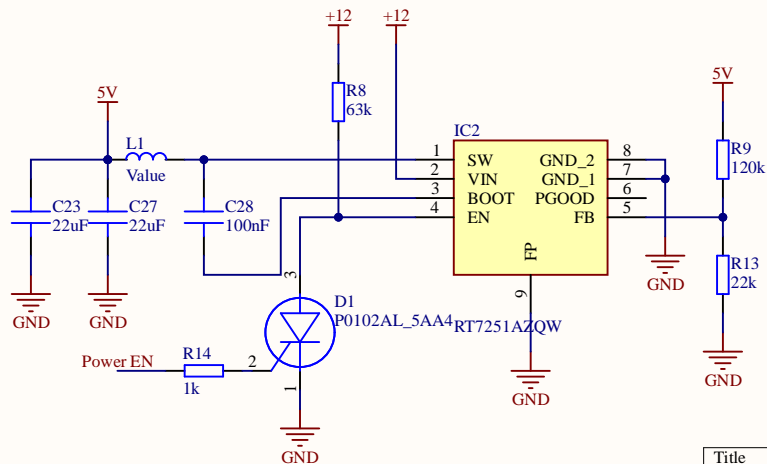 +12 +12
R8
63k
5V
5V
L1
Value
IC2
R9
120k
1 SW GND_2 8
2 VIN GND_1 7
3 BOOT PGOOD 6
4 EN FB 5
FP
9
C23
22uF
C27
22uF
C28
100nF
R13
22k
GND
GND
GND
3
D1
P0102AL_5AA4
RT7251AZQW
Power EN
R14
1k
2
1
GND
GND
GND
Title